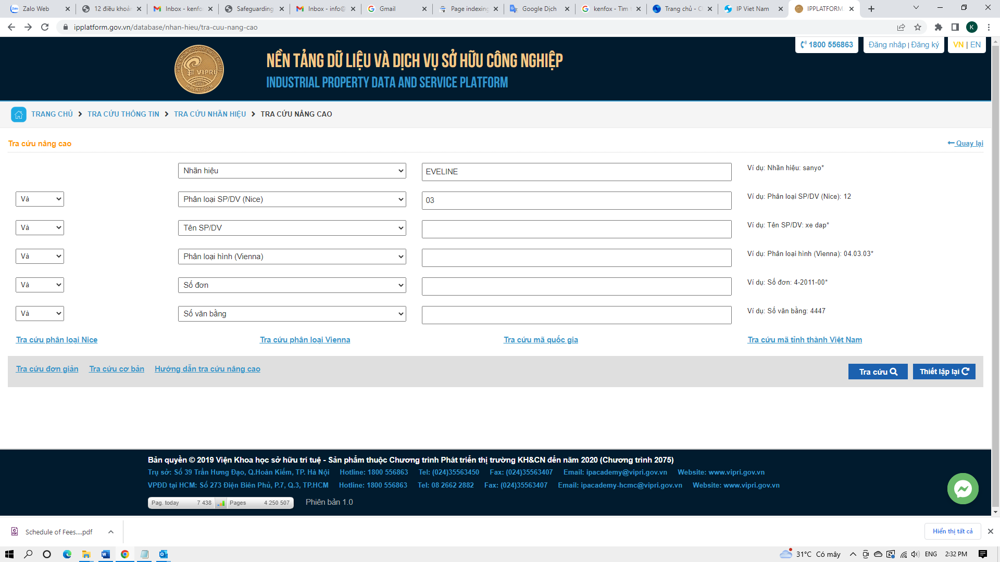 Zalo Web
12 điều khoản
Inbox - kenfo
Safeguarding
Inbox - info@
Gmail
Page indexing
Google Dịch
kenfox - Tìm
Trang chủ - C
IP Viet Nam
IPPLATFORM
ipplatform.gov.vn/database/nhan-hieu/tra-cuu-nang-cao
K
VIPRI
IPPLATFORM
NỀN TẢNG DỮ LIỆU VÀ DỊCH VỤ SỞ HỮU CÔNG NGHIỆP
INDUSTRIAL PROPERTY DATA AND SERVICE PLATFORM
1800 556863
Đăng nhập | Đăng ký
VN | EN
TRANG CHỦ > TRA CỨU THÔNG TIN > TRA CỨU NHÃN HIỆU > TRA CỨU NÂNG CAO
Tra cứu nâng cao
Quay lại
Nhãn hiệu EVELINE Ví dụ: Nhãn hiệu: sanyo*
Và Phân loại SP/DV (Nice) 03 Ví dụ: Phân loại SP/DV (Nice): 12
Và Tên SP/DV Ví dụ: Tên SP/DV: xe dap*
Và Phân loại hình (Vienna) Ví dụ: Phân loại hình (Vienna): 04.03.03*
Và Số đơn Ví dụ: Số đơn: 4-2011-00*
Và Số văn bằng Ví dụ: Số văn bằng: 4447
Tra cứu phân loại Nice Tra cứu phân loại Vienna Tra cứu mã quốc gia Tra cứu mã tỉnh thành Việt Nam
Tra cứu đơn giản Tra cứu cơ bản Hướng dẫn tra cứu nâng cao Tra cứu Thiết lập lại
Bản quyền © 2019 Viện Khoa học sở hữu trí tuệ - Sản phẩm thuộc Chương trình Phát triển thị trường KH&CN đến năm 2020 (Chương trình 2075)
Trụ sở: Số 39 Trần Hưng Đạo, Q.Hoàn Kiếm, TP. Hà Nội Hotline: 1800 556863 Tel: (024)35563450 Fax: (024)35563407 Email: ipacademy@vipri.gov.vn Website: www.vipri.gov.vn
VPĐD tại HCM: Số 273 Điện Biên Phủ, P.7, Q.3, TP.HCM Hotline: 1800 556863 Tel: 08 2662 2882 Fax: (024)35563407 Email: ipacademy-hcmc@vipri.gov.vn Website: www.vipri.gov.vn
Pag. today 7 438 Pages 4 250 507 Phiên bản 1.0
Schedule of Fees....pdf
Hiển thị tất cả
31°C Có mây ENG 2:32 PM